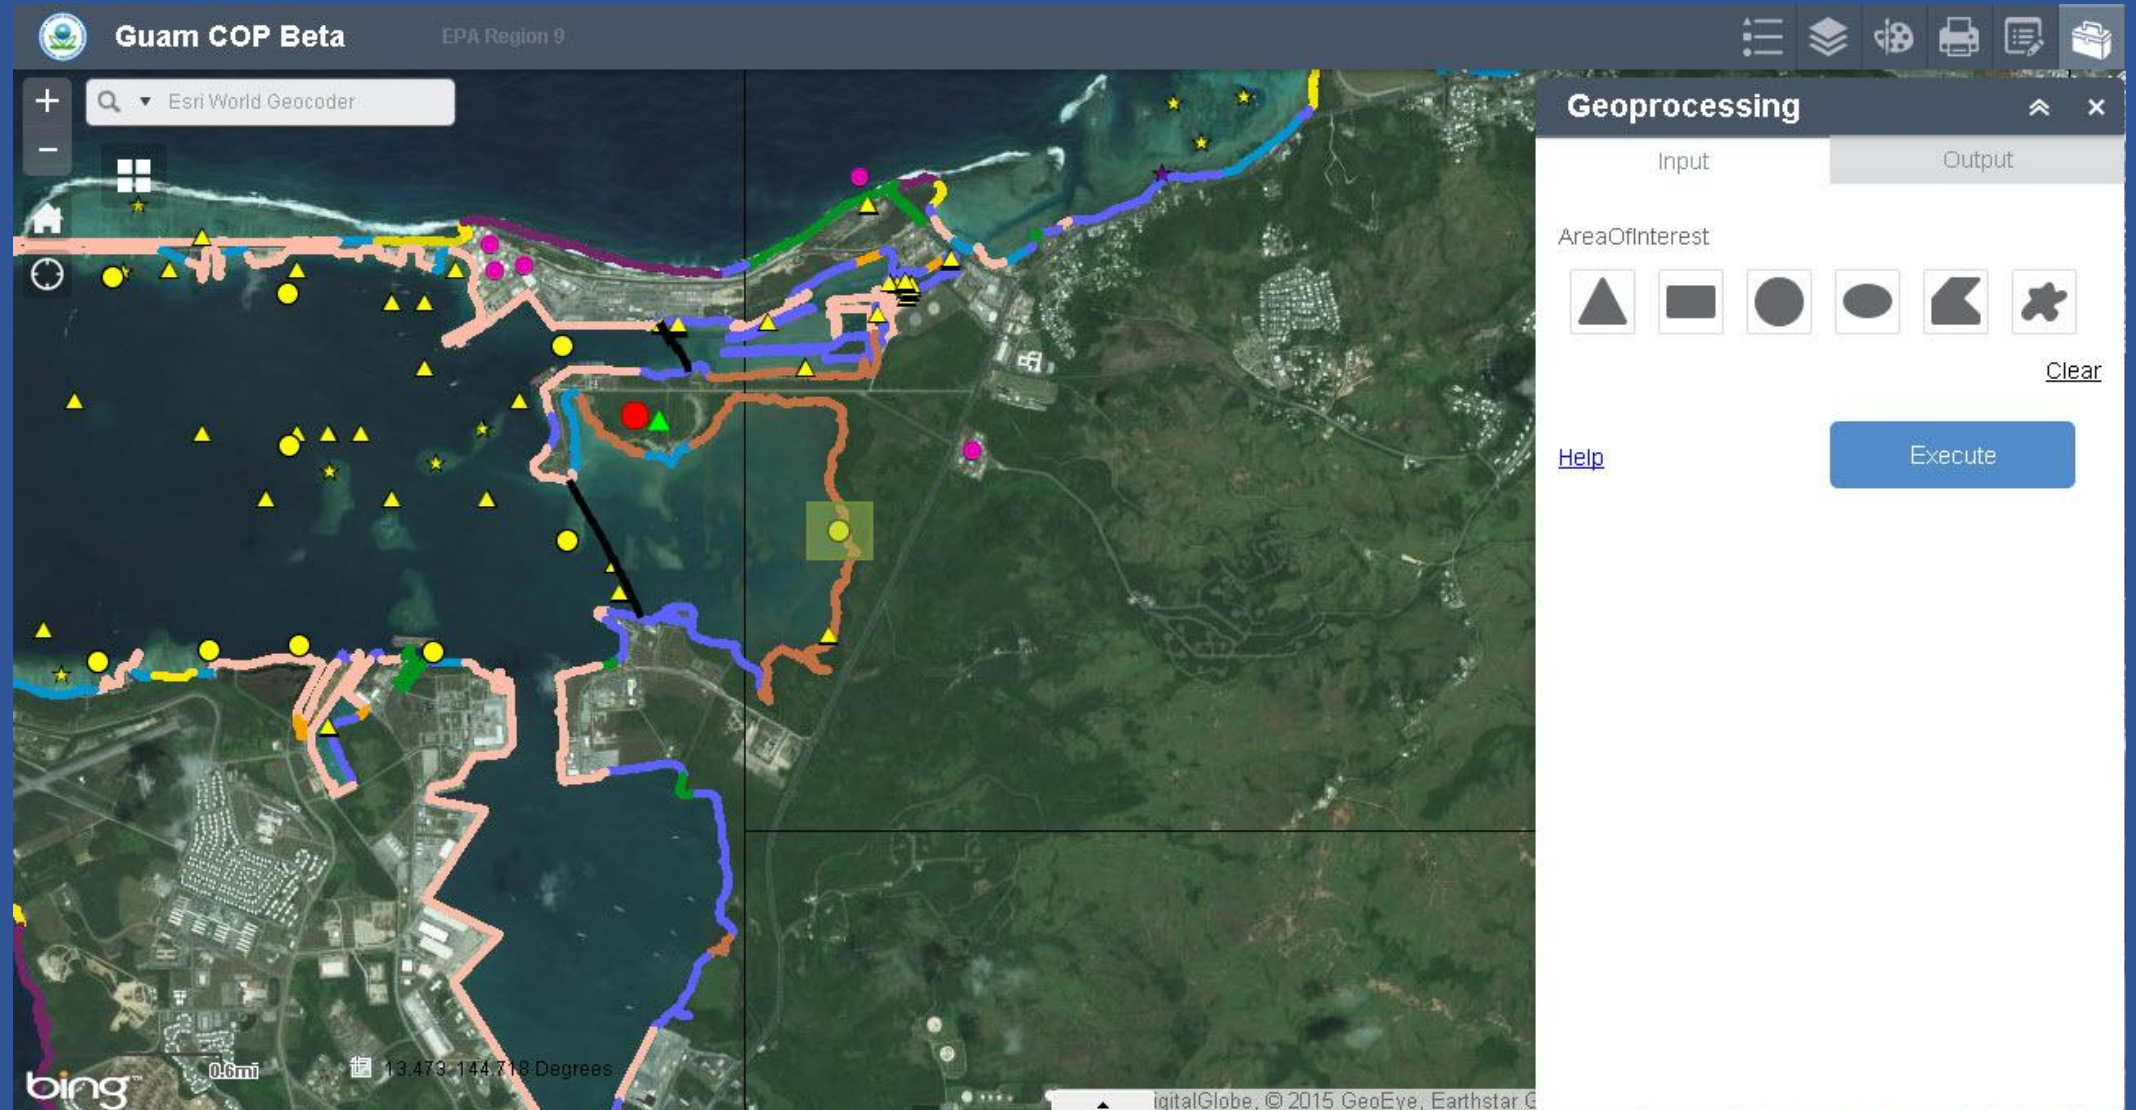 Guam COP Beta
EPA Region 9
Esri World Geocoder
Geoprocessing
Input
Output
AreaOfInterest
Clear
Help
Execute
0.6mi
13.473 144.718 Degrees
bing
igitalGlobe, © 2015 GeoEye, Earthstar G